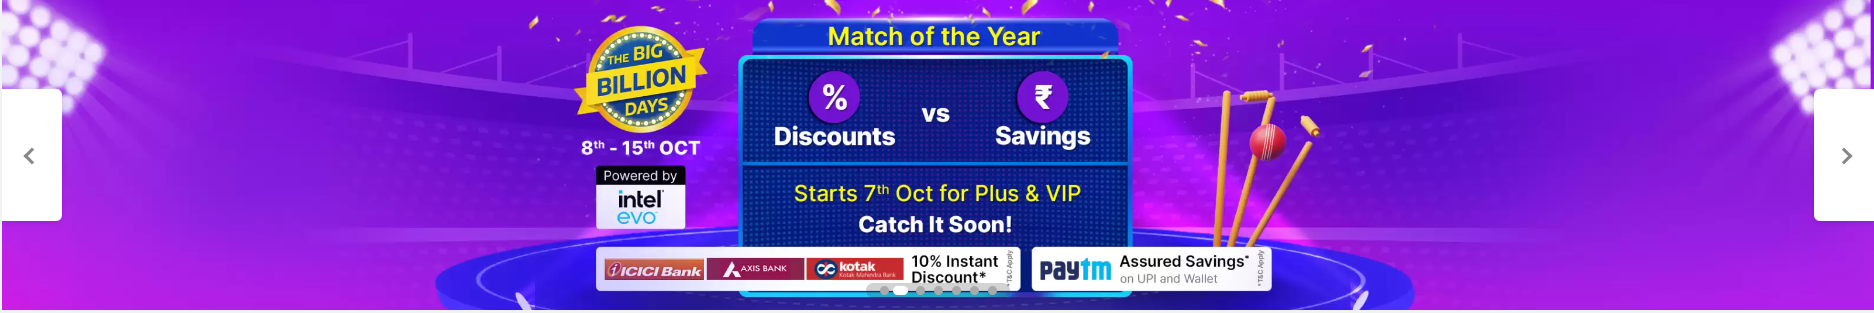 THE BIG
BILLION
DAYS
8th - 15th OCT
Powered by
intel
evo
Match of the Year
%
Discounts
vs
₹
Savings
Starts 7th Oct for Plus & VIP
Catch It Soon!
ICICI Bank
AXIS BANK
kotak
Kotak Mahindra Bank
10% Instant
Discount*
*T&C Apply
paytm
Assured Savings*
on UPI and Wallet
*T&C Apply